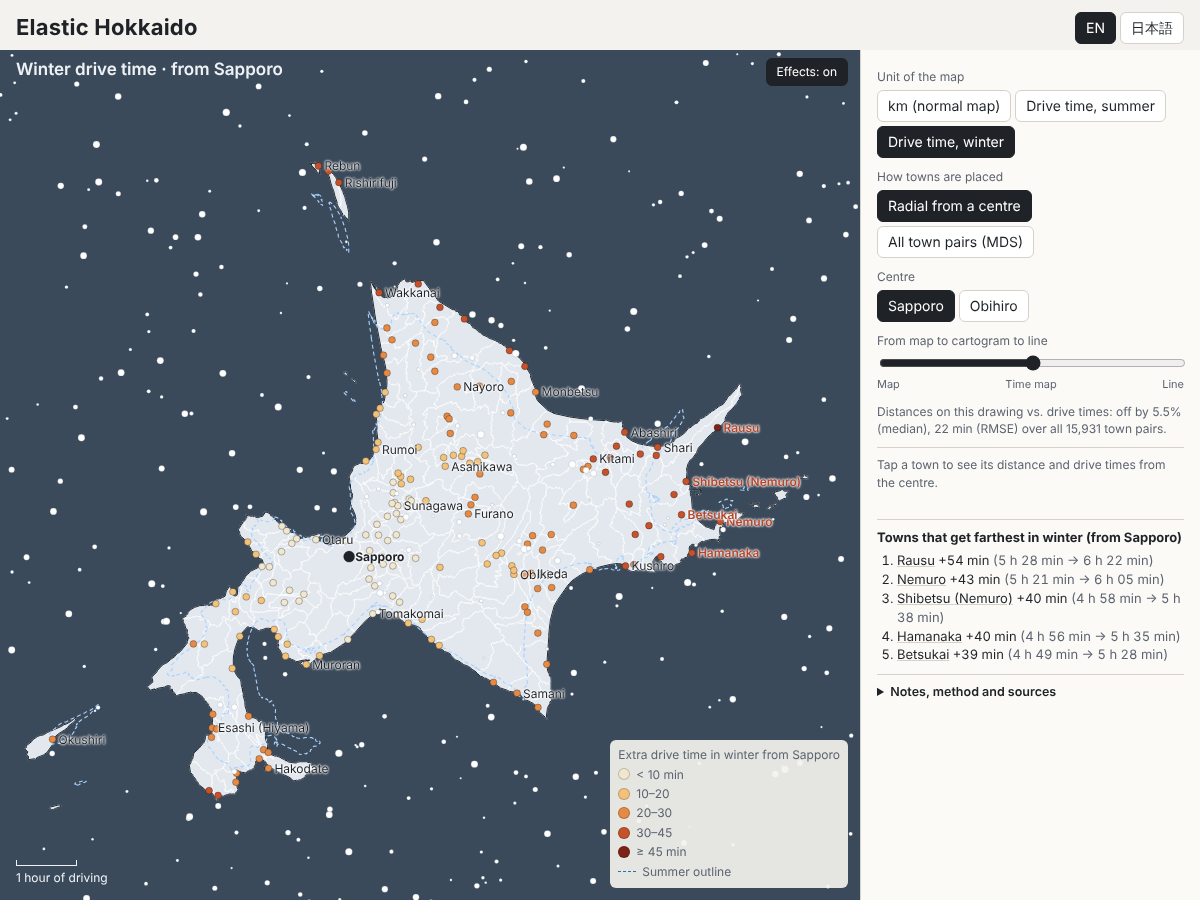 Elastic Hokkaido
EN
日本語
Winter drive time · from Sapporo
Effects: on
Rebun
Rishirifuji
Wakkanai
Nayoro
Monbetsu
Abashiri
Rausu
Rumoi
Shari
Kitami
Asahikawa
Shibetsu (Nemuro)
Sunagawa
Furano
Betsukai
Nemuro
Otaru
Sapporo
Hamanaka
Kushiro
Ikeda
Tomakomai
Muroran
Samani
Esashi (Hiyama)
Okushiri
Hakodate
Extra drive time in winter from Sapporo
< 10 min
10–20
20–30
30–45
≥ 45 min
Summer outline
1 hour of driving
Unit of the map
km (normal map)
Drive time, summer
Drive time, winter
How towns are placed
Radial from a centre
All town pairs (MDS)
Centre
Sapporo
Obihiro
From map to cartogram to line
Map
Time map
Line
Distances on this drawing vs. drive times: off by 5.5%
(median), 22 min (RMSE) over all 15,931 town pairs.
Tap a town to see its distance and drive times from
the centre.
Towns that get farthest in winter (from Sapporo)
1. Rausu +54 min (5 h 28 min → 6 h 22 min)
2. Nemuro +43 min (5 h 21 min → 6 h 05 min)
3. Shibetsu (Nemuro) +40 min (4 h 58 min → 5 h
38 min)
4. Hamanaka +40 min (4 h 56 min → 5 h 35 min)
5. Betsukai +39 min (4 h 49 min → 5 h 28 min)
Notes, method and sources